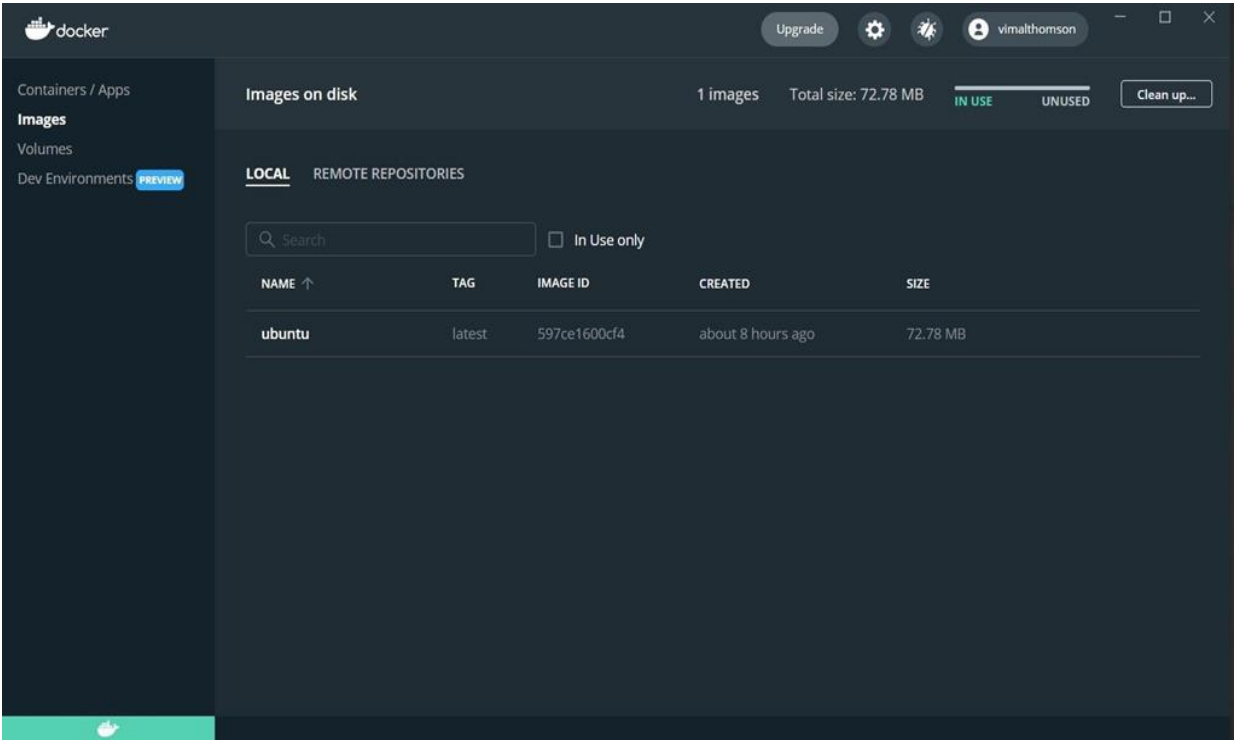 docker
Upgrade
vimalthomson
Containers / Apps
Images
Volumes
Dev Environments PREVIEW
Images on disk
1 images Total size: 72.78 MB IN USE UNUSED Clean up...
LOCAL REMOTE REPOSITORIES
Search In Use only
NAME TAG IMAGE ID CREATED SIZE
ubuntu latest 597ce1600cf4 about 8 hours ago 72.78 MB